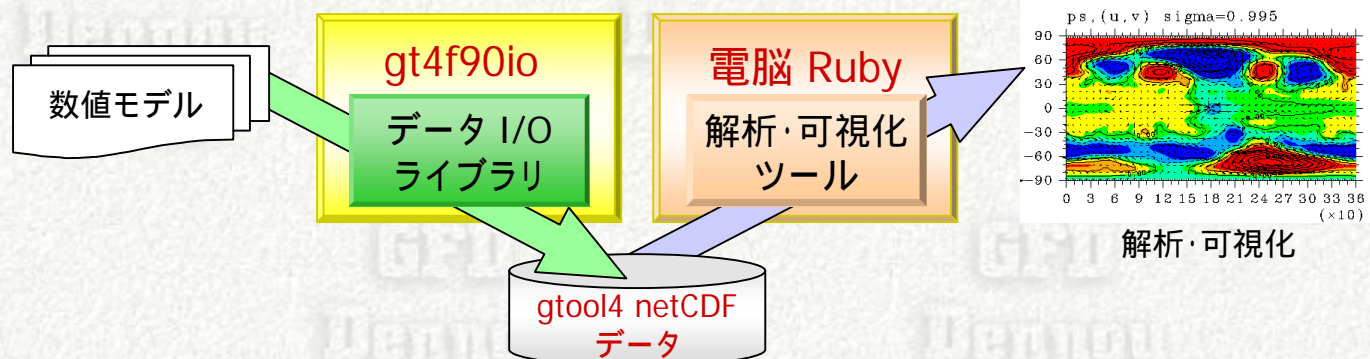 数値モデル
gt4f90io
データ I/O
ライブラリ
電脳 Ruby
解析･可視化
ツール
gtool4 netCDF
データ
ps,(u,v) sigma=0.995
90
60
30
0
-30
-60
-90
0 3 6 9 12 15 18 21 24 27 30 33 36
(×10)
解析･可視化